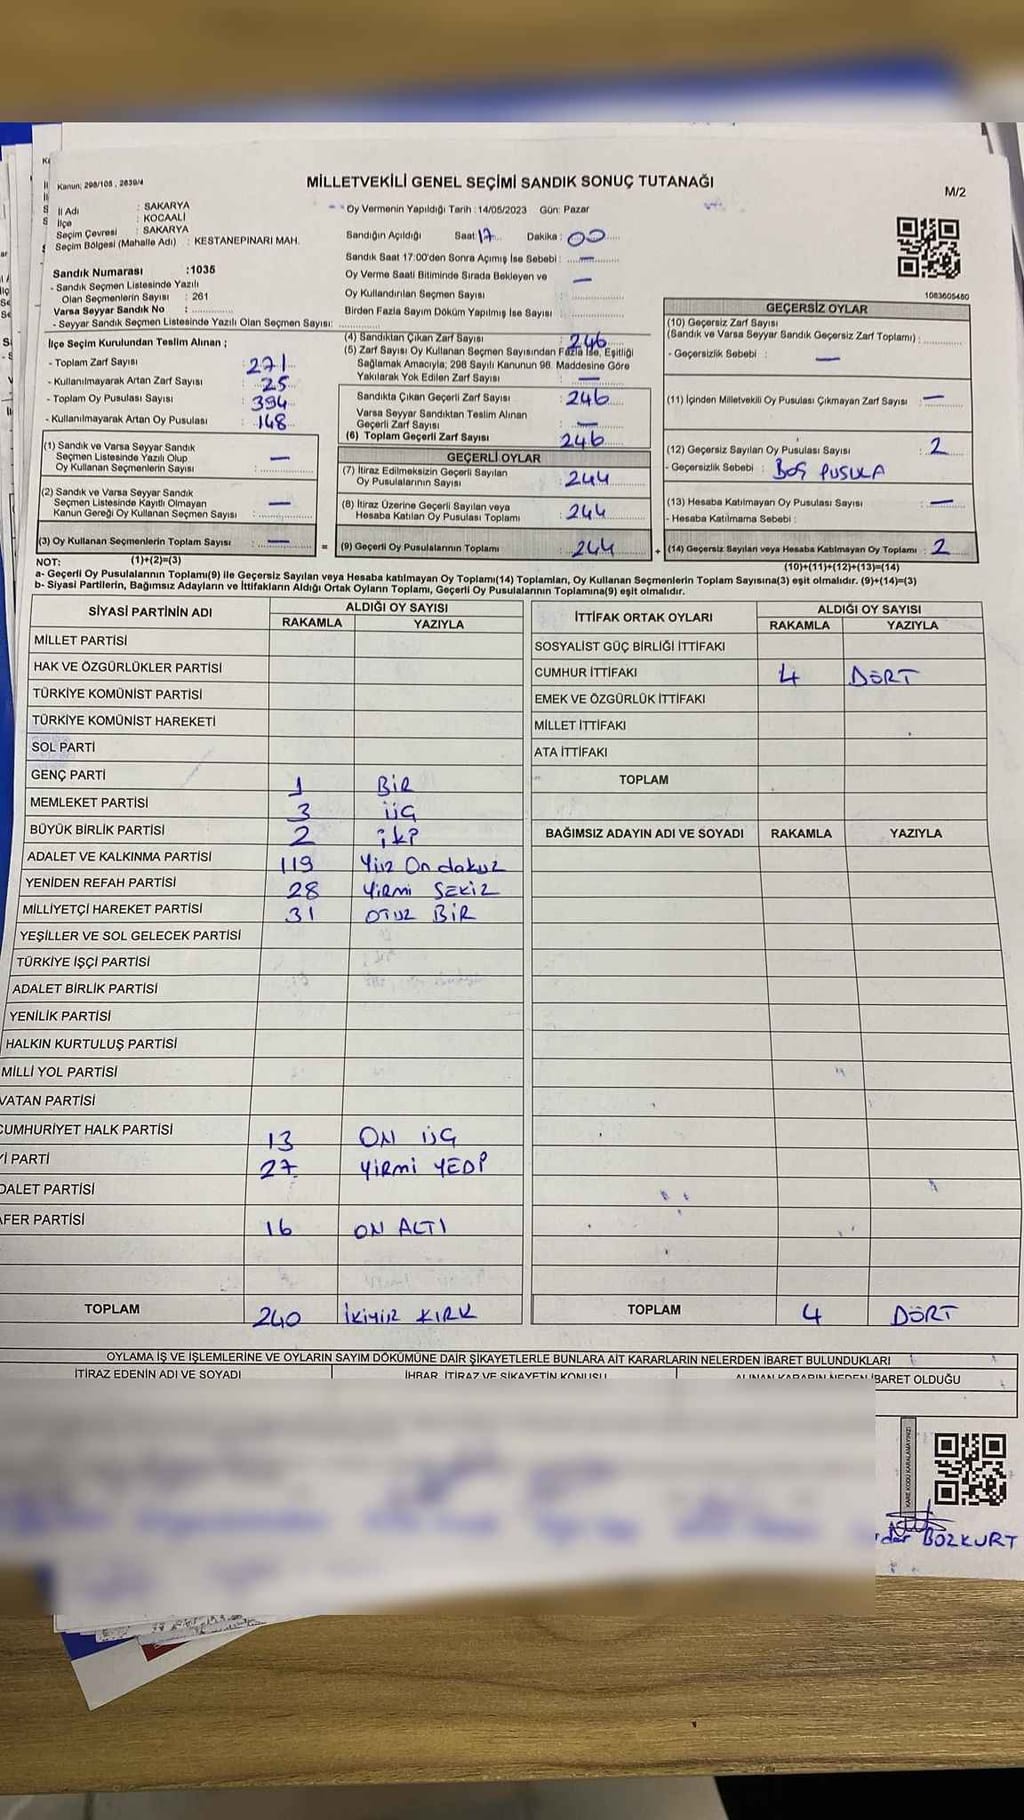 Kanun; 298/105 , 2839/4
MİLLETVEKİLİ GENEL SEÇİMİ SANDIK SONUÇ TUTANAĞI
M/2
İl Adı : SAKARYA
İlçe : KOCAALİ
Seçim Çevresi : SAKARYA
Seçim Bölgesi (Mahalle Adı) : KESTANEPINARI MAH.
Oy Vermenin Yapıldığı Tarih : 14/05/2023 Gün: Pazar
Sandığın Açıldığı Saat 17 Dakika : 00
Sandık Saat 17:00'den Sonra Açılmış İse Sebebi : —
Oy Verme Saati Bitiminde Sırada Bekleyen ve —
Oy Kullandırılan Seçmen Sayısı
Birden Fazla Sayım Döküm Yapılmış İse Sayısı
1083605480
Sandık Numarası :1035
- Sandık Seçmen Listesinde Yazılı
Olan Seçmenlerin Sayısı : 261
Varsa Seyyar Sandık No :
- Seyyar Sandık Seçmen Listesinde Yazılı Olan Seçmen Sayısı:
İlçe Seçim Kurulundan Teslim Alınan ;
- Toplam Zarf Sayısı 271
- Kullanılmayarak Artan Zarf Sayısı 25
- Toplam Oy Pusulası Sayısı 394
- Kullanılmayarak Artan Oy Pusulası 148
(1) Sandık ve Varsa Seyyar Sandık
Seçmen Listesinde Yazılı Olup
Oy Kullanan Seçmenlerin Sayısı : —
(2) Sandık ve Varsa Seyyar Sandık
Seçmen Listesinde Kayıtlı Olmayan
Kanun Gereği Oy Kullanan Seçmen Sayısı : —
(3) Oy Kullanan Seçmenlerin Toplam Sayısı : —
(1)+(2)=(3)
(4) Sandıktan Çıkan Zarf Sayısı : 246
(5) Zarf Sayısı Oy Kullanan Seçmen Sayısından Fazla İse, Eşitliği
Sağlamak Amacıyla; 298 Sayılı Kanunun 98. Maddesine Göre
Yakılarak Yok Edilen Zarf Sayısı : —
Sandıkta Çıkan Geçerli Zarf Sayısı : 246
Varsa Seyyar Sandıktan Teslim Alınan
Geçerli Zarf Sayısı : —
(6) Toplam Geçerli Zarf Sayısı 246
GEÇERLİ OYLAR
(7) İtiraz Edilmeksizin Geçerli Sayılan
Oy Pusulalarının Sayısı : 244
(8) İtiraz Üzerine Geçerli Sayılan veya
Hesaba Katılan Oy Pusulası Toplamı : 244
= (9) Geçerli Oy Pusulalarının Toplamı : 244
GEÇERSİZ OYLAR
(10) Geçersiz Zarf Sayısı
(Sandık ve Varsa Seyyar Sandık Geçersiz Zarf Toplamı) :
- Geçersizlik Sebebi : —
(11) İçinden Milletvekili Oy Pusulası Çıkmayan Zarf Sayısı : —
(12) Geçersiz Sayılan Oy Pusulası Sayısı : 2
- Geçersizlik Sebebi : BOŞ PUSULA
(13) Hesaba Katılmayan Oy Pusulası Sayısı : —
- Hesaba Katılmama Sebebi :
+ (14) Geçersiz Sayılan veya Hesaba Katılmayan Oy Toplamı : 2
(10)+(11)+(12)+(13)=(14)
NOT:
a- Geçerli Oy Pusulalarının Toplamı(9) ile Geçersiz Sayılan veya Hesaba katılmayan Oy Toplamı(14) Toplamları, Oy Kullanan Seçmenlerin Toplam Sayısına(3) eşit olmalıdır. (9)+(14)=(3)
b- Siyasi Partilerin, Bağımsız Adayların ve İttifakların Aldığı Ortak Oyların Toplamı, Geçerli Oy Pusulalarının Toplamına(9) eşit olmalıdır.
SİYASİ PARTİNİN ADI ALDIĞI OY SAYISI
RAKAMLA YAZIYLA
MİLLET PARTİSİ
HAK VE ÖZGÜRLÜKLER PARTİSİ
TÜRKİYE KOMÜNİST PARTİSİ
TÜRKİYE KOMÜNİST HAREKETİ
SOL PARTİ
GENÇ PARTİ 1 BİR
MEMLEKET PARTİSİ 3 ÜÇ
BÜYÜK BİRLİK PARTİSİ 2 İKİ
ADALET VE KALKINMA PARTİSİ 119 Yüz On dokuz
YENİDEN REFAH PARTİSİ 28 YİRMİ SEKİZ
MİLLİYETÇİ HAREKET PARTİSİ 31 OTUZ BİR
YEŞİLLER VE SOL GELECEK PARTİSİ
TÜRKİYE İŞÇİ PARTİSİ
ADALET BİRLİK PARTİSİ
YENİLİK PARTİSİ
HALKIN KURTULUŞ PARTİSİ
MİLLİ YOL PARTİSİ
VATAN PARTİSİ
CUMHURİYET HALK PARTİSİ 13 ON ÜÇ
Yİ PARTİ 27 YİRMİ YEDİ
DALET PARTİSİ
AFER PARTİSİ 16 ON ALTI
TOPLAM 240 İKİYÜZ KIRK
İTTİFAK ORTAK OYLARI ALDIĞI OY SAYISI
RAKAMLA YAZIYLA
SOSYALİST GÜÇ BİRLİĞİ İTTİFAKI
CUMHUR İTTİFAKI 4 DÖRT
EMEK VE ÖZGÜRLÜK İTTİFAKI
MİLLET İTTİFAKI
ATA İTTİFAKI
TOPLAM
BAĞIMSIZ ADAYIN ADI VE SOYADI RAKAMLA YAZIYLA
TOPLAM 4 DÖRT
OYLAMA İŞ VE İŞLEMLERİNE VE OYLARIN SAYIM DÖKÜMÜNE DAİR ŞİKAYETLERLE BUNLARA AİT KARARLARIN NELERDEN İBARET BULUNDUKLARI
İTİRAZ EDENİN ADI VE SOYADI İHBAR, İTİRAZ VE ŞİKAYETİN KONUSU ALINAN KARARIN NEDEN İBARET OLDUĞU
KARE KODU KARALAMAYINIZ
BOZKURT